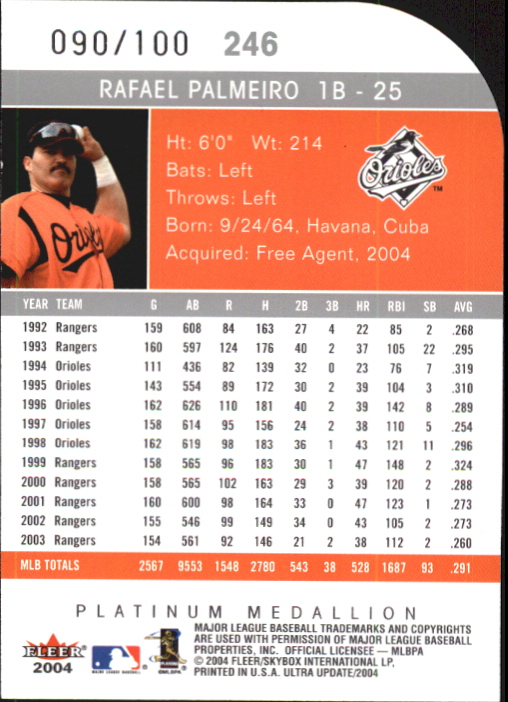 090/100 246
RAFAEL PALMEIRO 1B - 25
Ht: 6'0" Wt: 214
Bats: Left
Throws: Left
Born: 9/24/64, Havana, Cuba
Acquired: Free Agent, 2004
Orioles
TM
Orioles
YEAR TEAM G AB R H 2B 3B HR RBI SB AVG
1992 Rangers 159 608 84 163 27 4 22 85 2 .268
1993 Rangers 160 597 124 176 40 2 37 105 22 .295
1994 Orioles 111 436 82 139 32 0 23 76 7 .319
1995 Orioles 143 554 89 172 30 2 39 104 3 .310
1996 Orioles 162 626 110 181 40 2 39 142 8 .289
1997 Orioles 158 614 95 156 24 2 38 110 5 .254
1998 Orioles 162 619 98 183 36 1 43 121 11 .296
1999 Rangers 158 565 96 183 30 1 47 148 2 .324
2000 Rangers 158 565 102 163 29 3 39 120 2 .288
2001 Rangers 160 600 98 164 33 0 47 123 1 .273
2002 Rangers 155 546 99 149 34 0 43 105 2 .273
2003 Rangers 154 561 92 146 21 2 38 112 2 .260
MLB TOTALS 2567 9553 1548 2780 543 38 528 1687 93 .291
PLATINUM MEDALLION
FLEER
2004
MAJOR LEAGUE BASEBALL TRADEMARKS AND COPYRIGHTS
ARE USED WITH PERMISSION OF MAJOR LEAGUE BASEBALL
PROPERTIES, INC. OFFICIAL LICENSEE — MLBPA
© 2004 FLEER/SKYBOX INTERNATIONAL LP.
PRINTED IN U.S.A. ULTRA UPDATE/2004